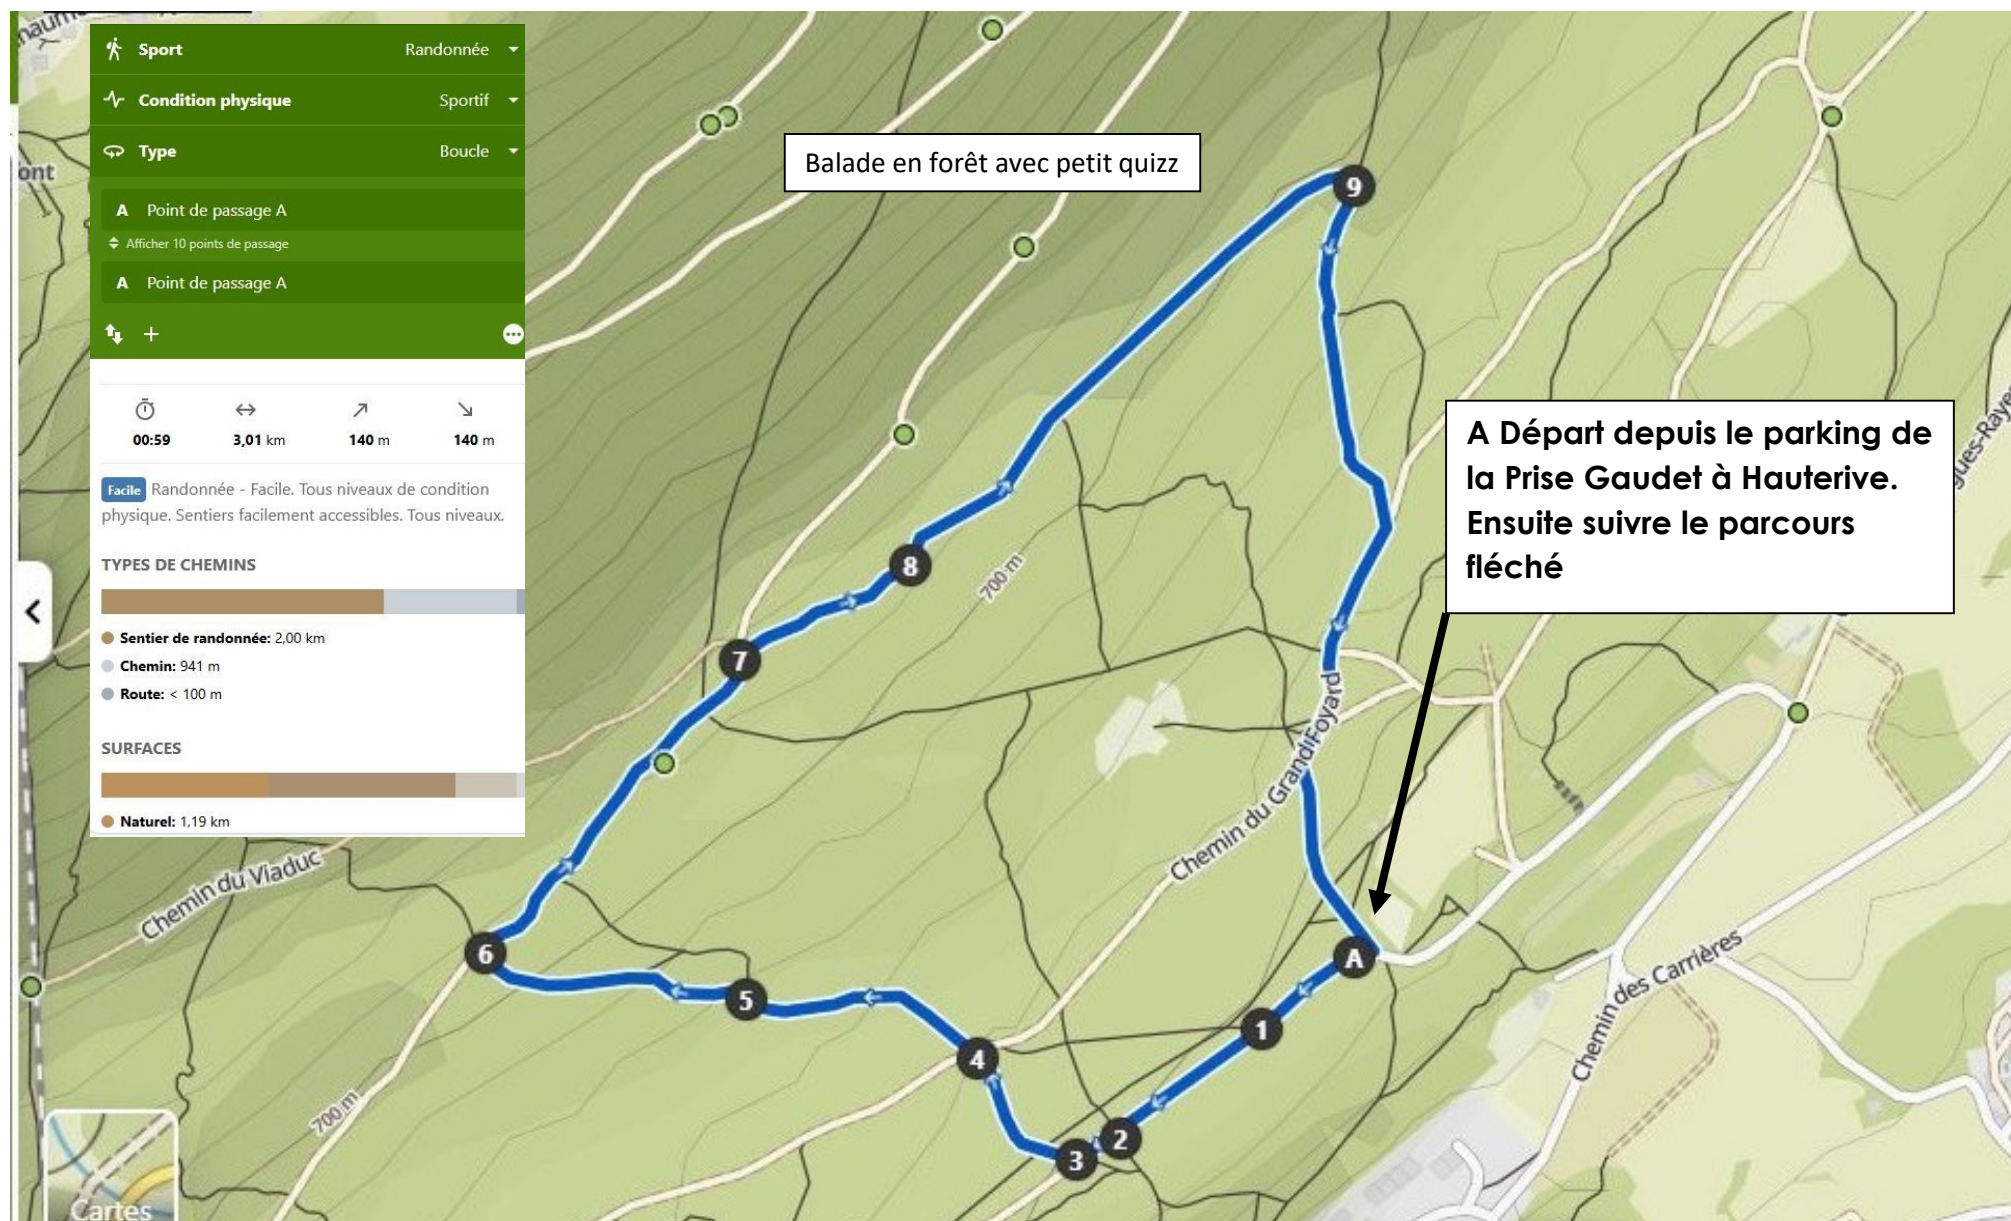 Sport Randonnée
Condition physique Sportif
Type Boucle
A Point de passage A
Afficher 10 points de passage
A Point de passage A
00:59 3,01 km 140 m 140 m
Facile Randonnée - Facile. Tous niveaux de condition
physique. Sentiers facilement accessibles. Tous niveaux.
TYPES DE CHEMINS
Sentier de randonnée: 2,00 km
Chemin: 941 m
Route: < 100 m
SURFACES
Naturel: 1,19 km
Balade en forêt avec petit quizz
A Départ depuis le parking de
la Prise Gaudet à Hauterive.
Ensuite suivre le parcours
fléché
9
8
7
6
5
4
3
2
1
A
700 m
700 m
Chemin du Grand Foyard
Chemin du Viaduc
Chemin des Carrières
ont
Cartes